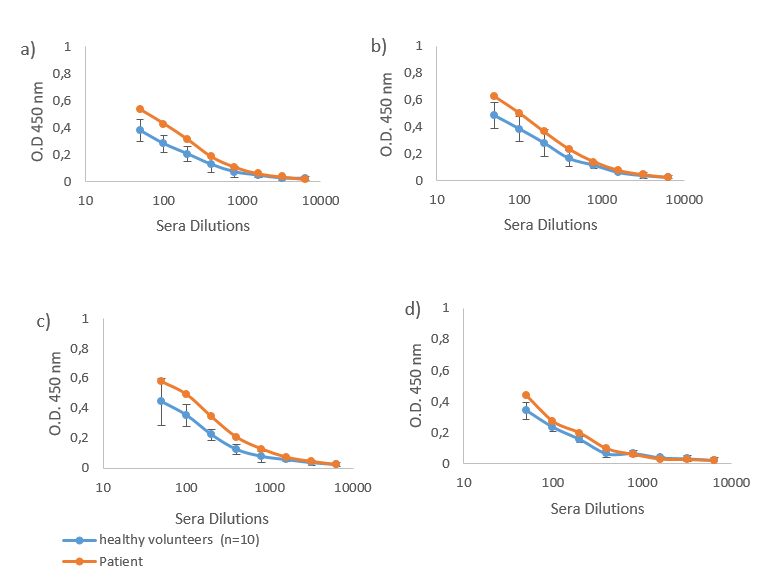 a)
1
0,8
0,6
0,4
0,2
0
O.D 450 nm
10 100 1000 10000
Sera Dilutions
b)
1
0,8
0,6
0,4
0,2
0
O.D. 450 nm
10 100 1000 10000
Sera Dilutions
c)
1
0,8
0,6
0,4
0,2
0
O.D. 450 nm
10 100 1000 10000
Sera Dilutions
d)
1
0,8
0,6
0,4
0,2
0
O.D. 450 nm
10 100 1000 10000
Sera Dilutions
healthy volunteers (n=10)
Patient